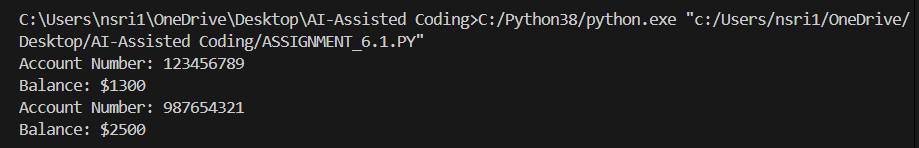 C:\Users\nsri1\OneDrive\Desktop\AI-Assisted Coding>C:/Python38/python.exe "c:/Users/nsri1/OneDrive/
Desktop/AI-Assisted Coding/ASSIGNMENT_6.1.PY"
Account Number: 123456789
Balance: $1300
Account Number: 987654321
Balance: $2500